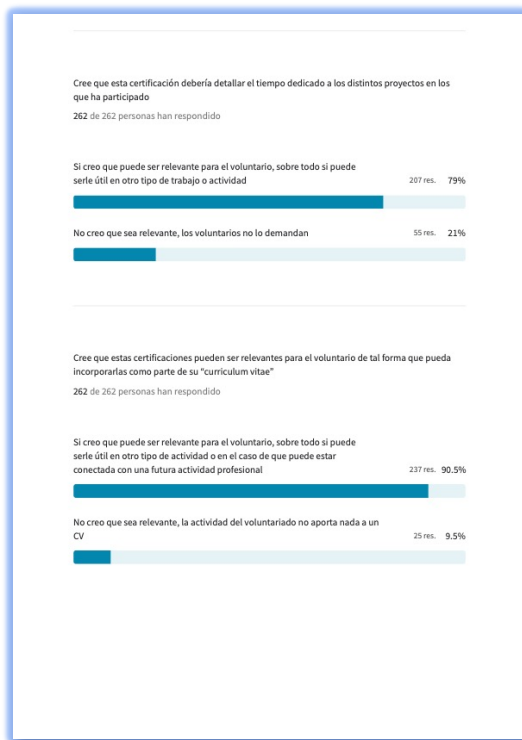 Cree que esta certificación debería detallar el tiempo dedicado a los distintos proyectos en los
que ha participado
262 de 262 personas han respondido
Si creo que puede ser relevante para el voluntario, sobre todo si puede
serle útil en otro tipo de trabajo o actividad 207 res. 79%
No creo que sea relevante, los voluntarios no lo demandan 55 res. 21%
Cree que estas certificaciones pueden ser relevantes para el voluntario de tal forma que pueda
incorporarlas como parte de su "curriculum vitae"
262 de 262 personas han respondido
Si creo que puede ser relevante para el voluntario, sobre todo si puede
serle útil en otro tipo de actividad o en el caso de que puede estar
conectada con una futura actividad profesional 237 res. 90.5%
No creo que sea relevante, la actividad del voluntariado no aporta nada a un
CV 25 res. 9.5%